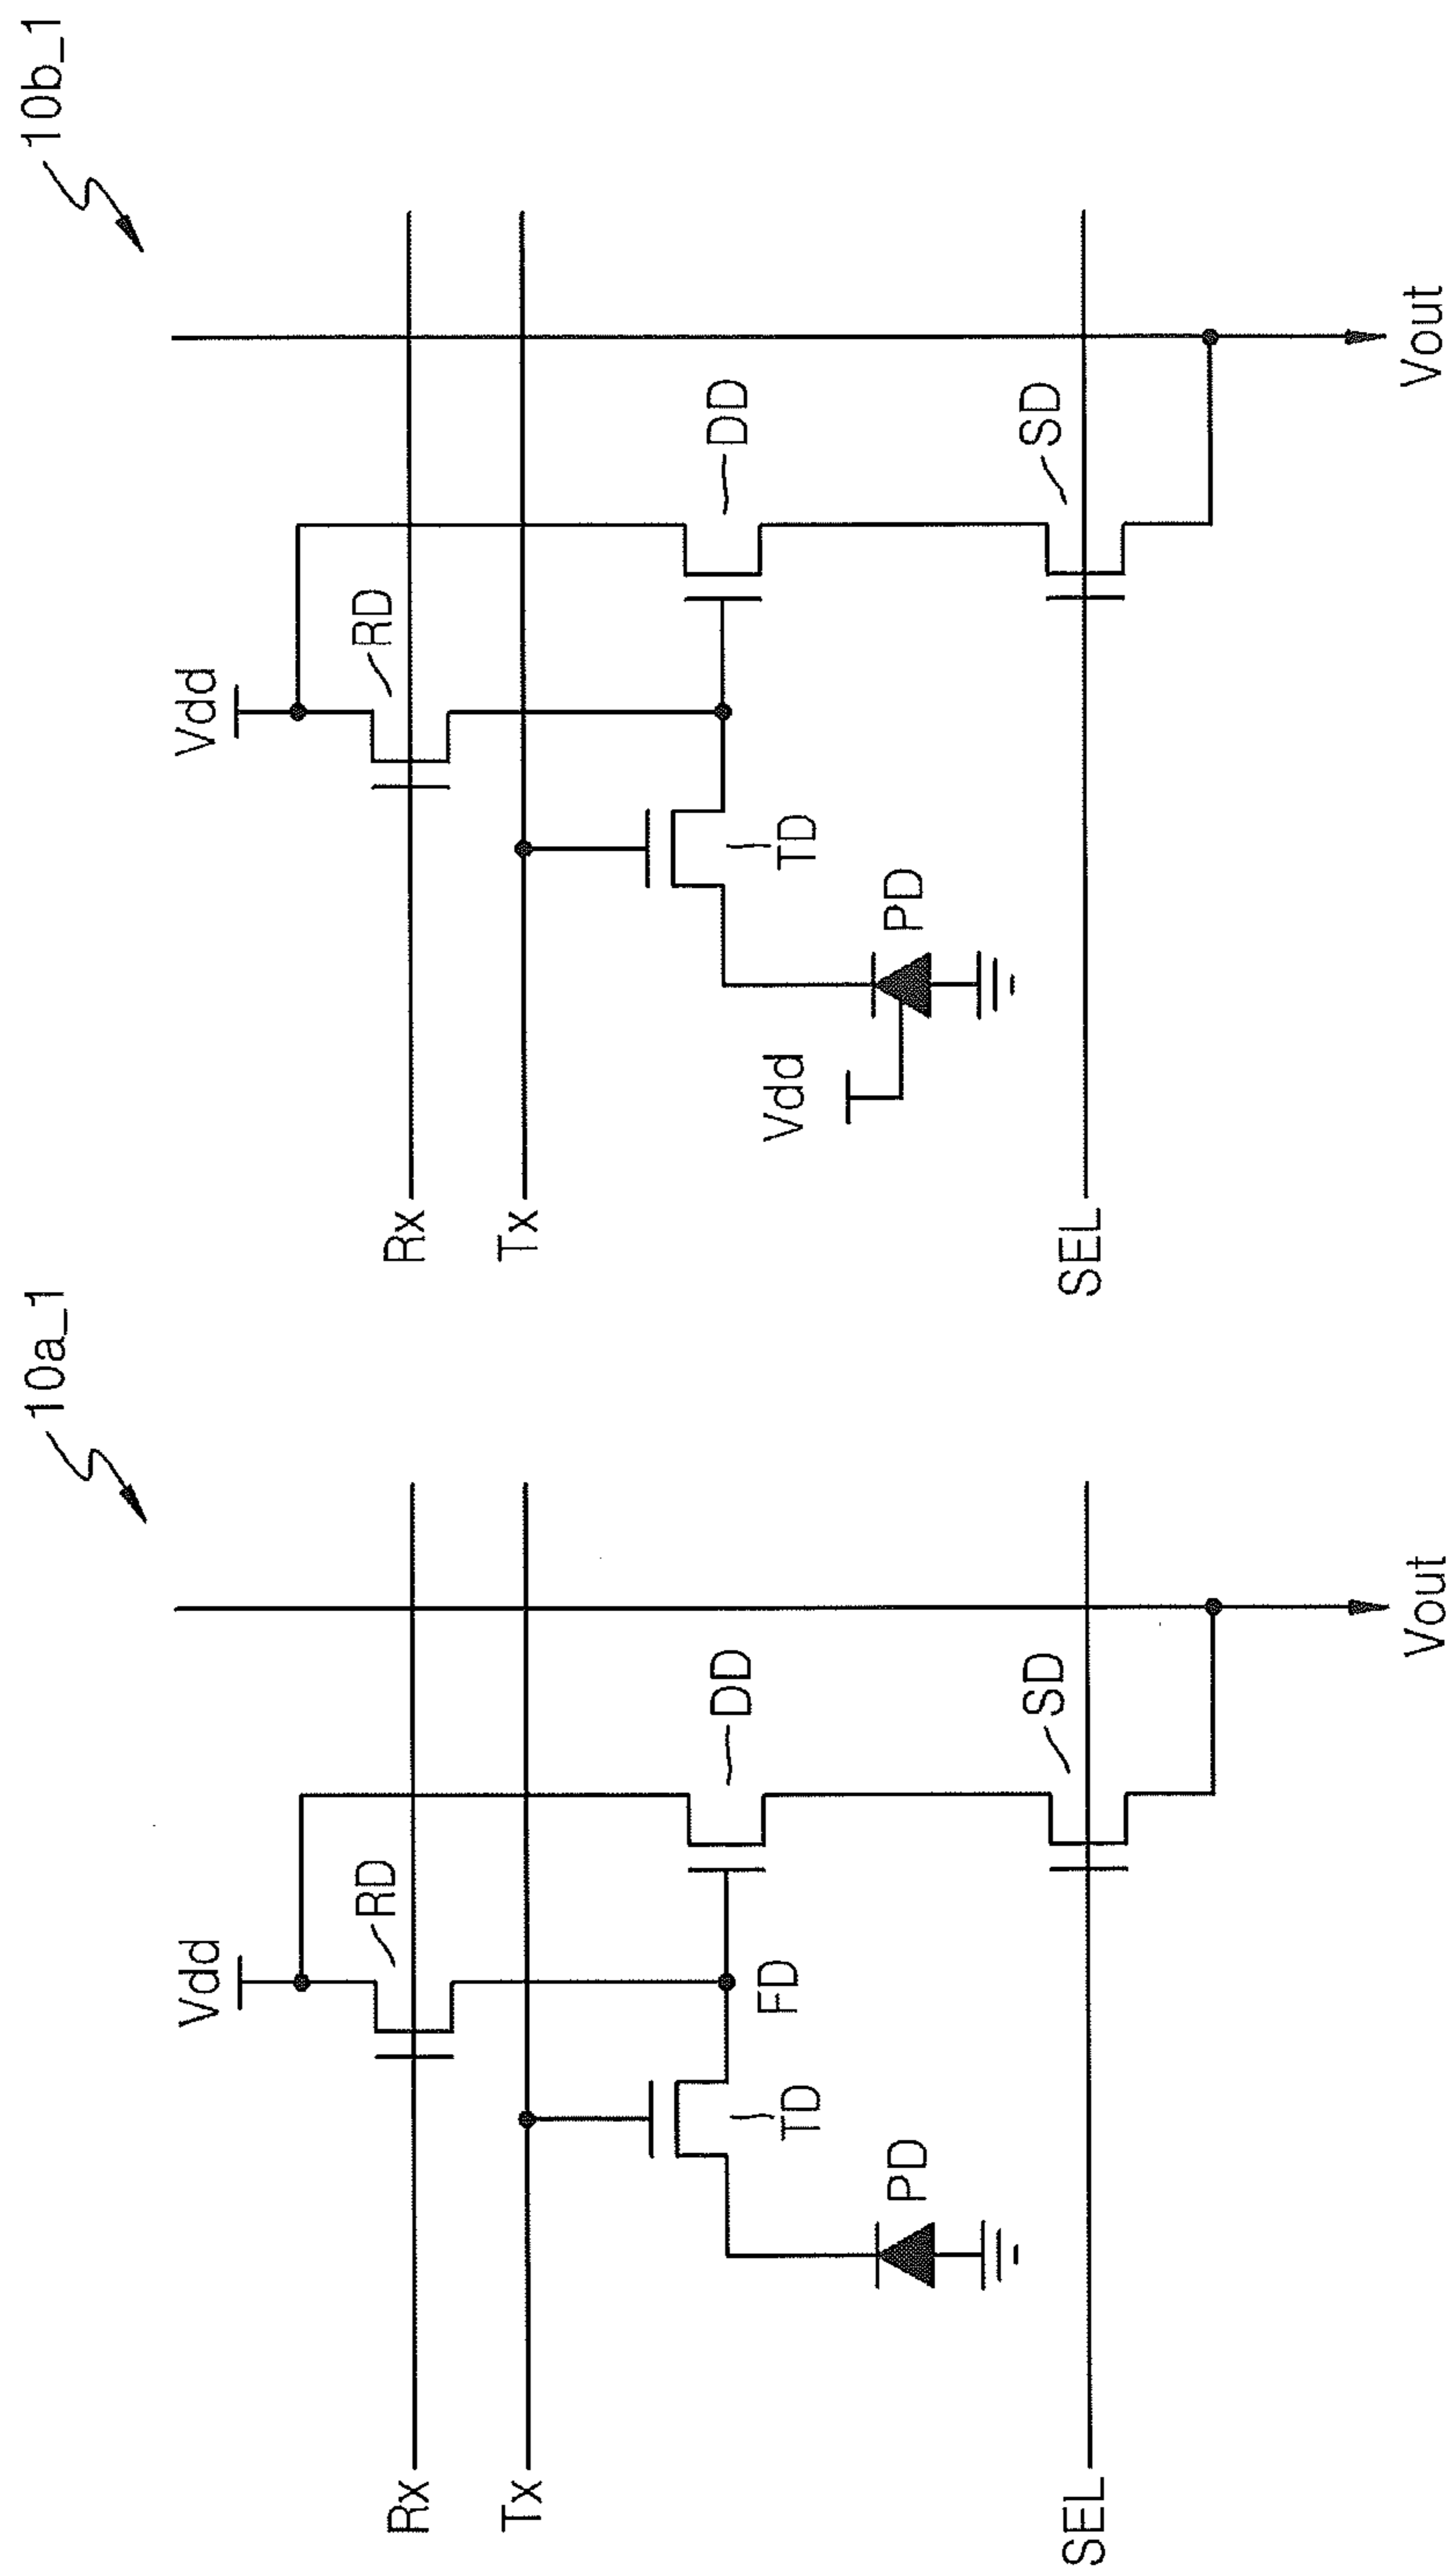 10a_1
Vdd
RD
Rx
Tx
DD
FD
TD
PD
SD
SEL
Vout
10b_1
Vdd
RD
Rx
Tx
DD
TD
Vdd
PD
SD
SEL
Vout